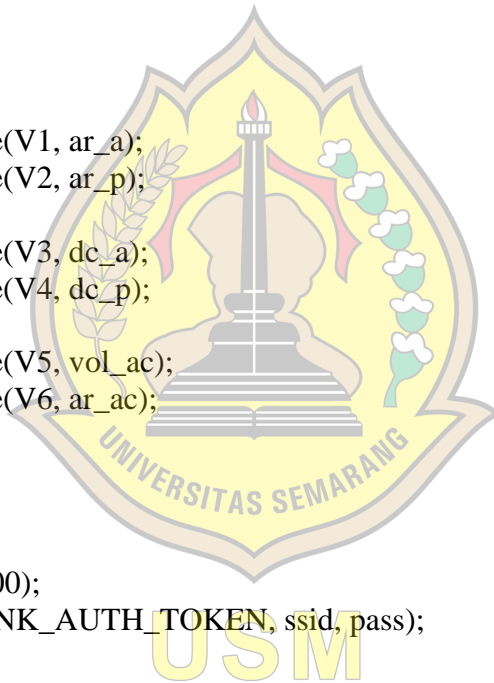 e(V1, ar_a);
e(V2, ar_p);
e(V3, dc_a);
e(V4, dc_p);
e(V5, vol_ac);
e(V6, ar_ac);
UNIVERSITAS SEMARANG
00);
NK_AUTH_TOKEN, ssid, pass);
USM